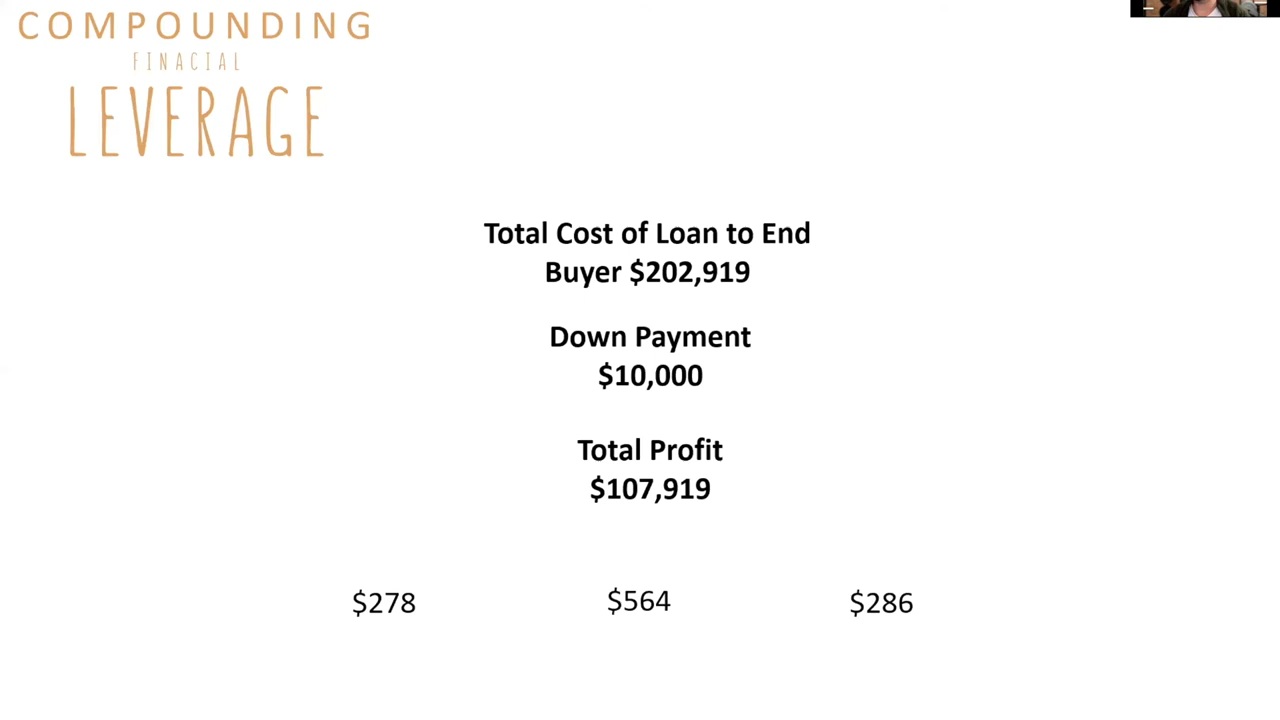 COMPOUNDING
FINACIAL
LEVERAGE
Total Cost of Loan to End
Buyer $202,919
Down Payment
$10,000
Total Profit
$107,919
$278 $564 $286